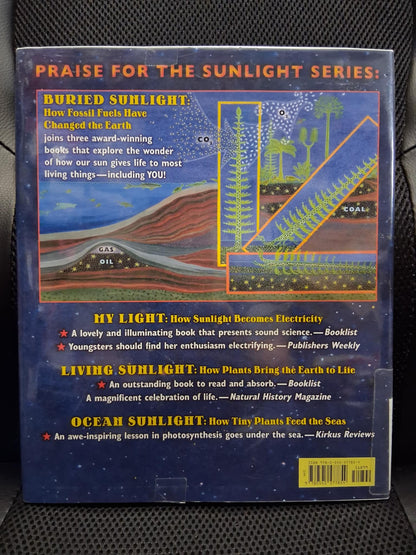 PRAISE FOR THE SUNLIGHT SERIES:
BURIED SUNLIGHT:
How Fossil Fuels Have
Changed the Earth
joins three award-winning
books that explore the wonder
of how our sun gives life to most
living things—including YOU!
CO
O
COAL
GAS
OIL
MY LIGHT: How Sunlight Becomes Electricity
★ A lovely and illuminating book that presents sound science.—Booklist
★ Youngsters should find her enthusiasm electrifying.—Publishers Weekly
LIVING SUNLIGHT: How Plants Bring the Earth to Life
★ An outstanding book to read and absorb.—Booklist
A magnificent celebration of life.—Natural History Magazine
OCEAN SUNLIGHT: How Tiny Plants Feed the Seas
★ An awe-inspiring lesson in photosynthesis goes under the sea.—Kirkus Reviews